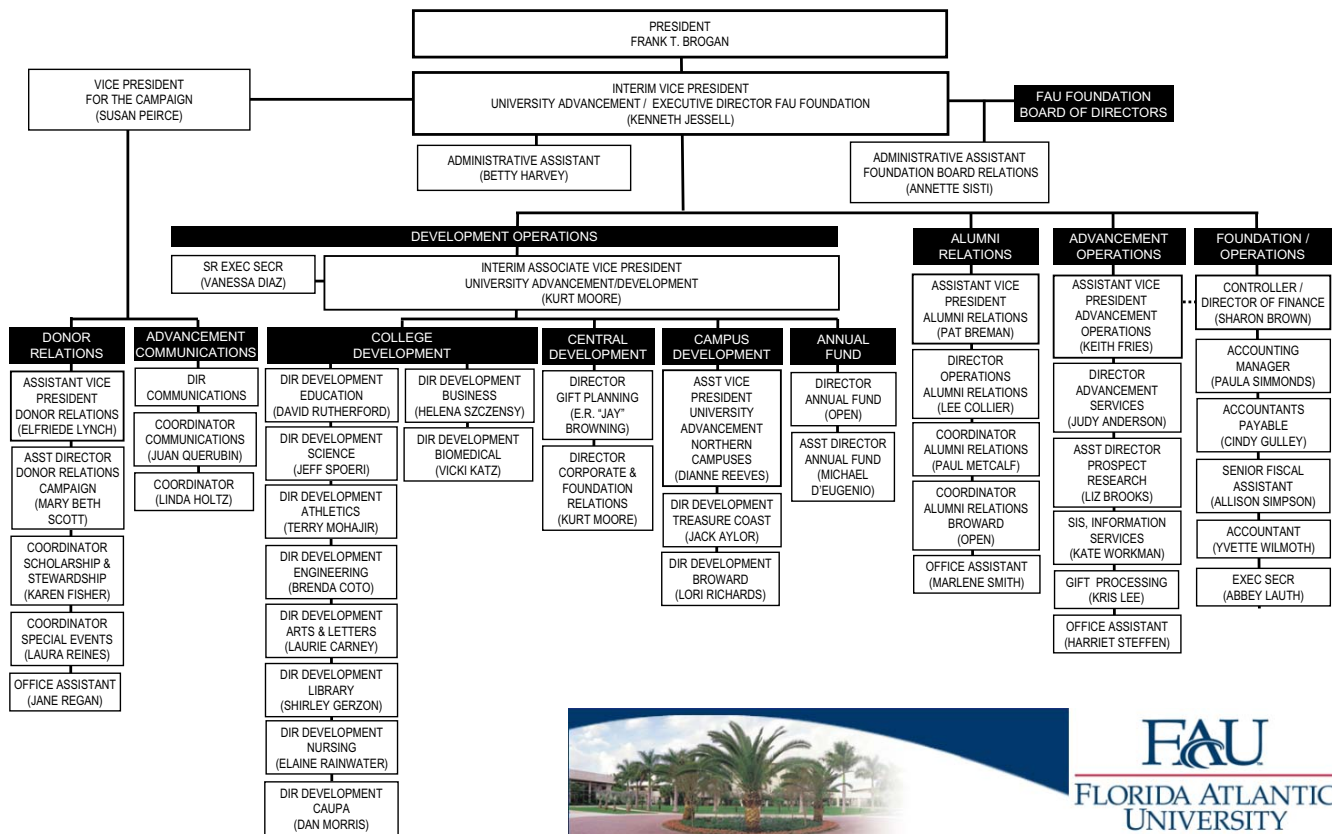 PRESIDENT
FRANK T. BROGAN
VICE PRESIDENT
FOR THE CAMPAIGN
(SUSAN PEIRCE)
INTERIM VICE PRESIDENT
UNIVERSITY ADVANCEMENT / EXECUTIVE DIRECTOR FAU FOUNDATION
(KENNETH JESSELL)
FAU FOUNDATION
BOARD OF DIRECTORS
ADMINISTRATIVE ASSISTANT
(BETTY HARVEY)
ADMINISTRATIVE ASSISTANT
FOUNDATION BOARD RELATIONS
(ANNETTE SISTI)
DEVELOPMENT OPERATIONS
SR EXEC SECR
(VANESSA DIAZ)
INTERIM ASSOCIATE VICE PRESIDENT
UNIVERSITY ADVANCEMENT/DEVELOPMENT
(KURT MOORE)
DONOR
RELATIONS
ASSISTANT VICE
PRESIDENT
DONOR RELATIONS
(ELFRIEDE LYNCH)
ASST DIRECTOR
DONOR RELATIONS
CAMPAIGN
(MARY BETH
SCOTT)
COORDINATOR
SCHOLARSHIP &
STEWARDSHIP
(KAREN FISHER)
COORDINATOR
SPECIAL EVENTS
(LAURA REINES)
OFFICE ASSISTANT
(JANE REGAN)
ADVANCEMENT
COMMUNICATIONS
DIR
COMMUNICATIONS
COORDINATOR
COMMUNICATIONS
(JUAN QUERUBIN)
COORDINATOR
(LINDA HOLTZ)
COLLEGE
DEVELOPMENT
DIR DEVELOPMENT
EDUCATION
(DAVID RUTHERFORD)
DIR DEVELOPMENT
SCIENCE
(JEFF SPOERI)
DIR DEVELOPMENT
ATHLETICS
(TERRY MOHAJIR)
DIR DEVELOPMENT
ENGINEERING
(BRENDA COTO)
DIR DEVELOPMENT
ARTS & LETTERS
(LAURIE CARNEY)
DIR DEVELOPMENT
LIBRARY
(SHIRLEY GERZON)
DIR DEVELOPMENT
NURSING
(ELAINE RAINWATER)
DIR DEVELOPMENT
CAUPA
(DAN MORRIS)
DIR DEVELOPMENT
BUSINESS
(HELENA SZCZENSY)
DIR DEVELOPMENT
BIOMEDICAL
(VICKI KATZ)
CENTRAL
DEVELOPMENT
DIRECTOR
GIFT PLANNING
(E.R. "JAY"
BROWNING)
DIRECTOR
CORPORATE &
FOUNDATION
RELATIONS
(KURT MOORE)
CAMPUS
DEVELOPMENT
ASST VICE
PRESIDENT
UNIVERSITY
ADVANCEMENT
NORTHERN
CAMPUSES
(DIANNE REEVES)
DIR DEVELOPMENT
TREASURE COAST
(JACK AYLOR)
DIR DEVELOPMENT
BROWARD
(LORI RICHARDS)
ANNUAL
FUND
DIRECTOR
ANNUAL FUND
(OPEN)
ASST DIRECTOR
ANNUAL FUND
(MICHAEL
D'EUGENIO)
ALUMNI
RELATIONS
ASSISTANT VICE
PRESIDENT
ALUMNI RELATIONS
(PAT BREMAN)
DIRECTOR
OPERATIONS
ALUMNI RELATIONS
(LEE COLLIER)
COORDINATOR
ALUMNI RELATIONS
(PAUL METCALF)
COORDINATOR
ALUMNI RELATIONS
BROWARD
(OPEN)
OFFICE ASSISTANT
(MARLENE SMITH)
ADVANCEMENT
OPERATIONS
ASSISTANT VICE
PRESIDENT
ADVANCEMENT
OPERATIONS
(KEITH FRIES)
DIRECTOR
ADVANCEMENT
SERVICES
(JUDY ANDERSON)
ASST DIRECTOR
PROSPECT
RESEARCH
(LIZ BROOKS)
SIS, INFORMATION
SERVICES
(KATE WORKMAN)
GIFT PROCESSING
(KRIS LEE)
OFFICE ASSISTANT
(HARRIET STEFFEN)
FOUNDATION /
OPERATIONS
CONTROLLER /
DIRECTOR OF FINANCE
(SHARON BROWN)
ACCOUNTING
MANAGER
(PAULA SIMMONDS)
ACCOUNTANTS
PAYABLE
(CINDY GULLEY)
SENIOR FISCAL
ASSISTANT
(ALLISON SIMPSON)
ACCOUNTANT
(YVETTE WILMOTH)
EXEC SECR
(ABBEY LAUTH)
FAU
FLORIDA ATLANTIC
UNIVERSITY